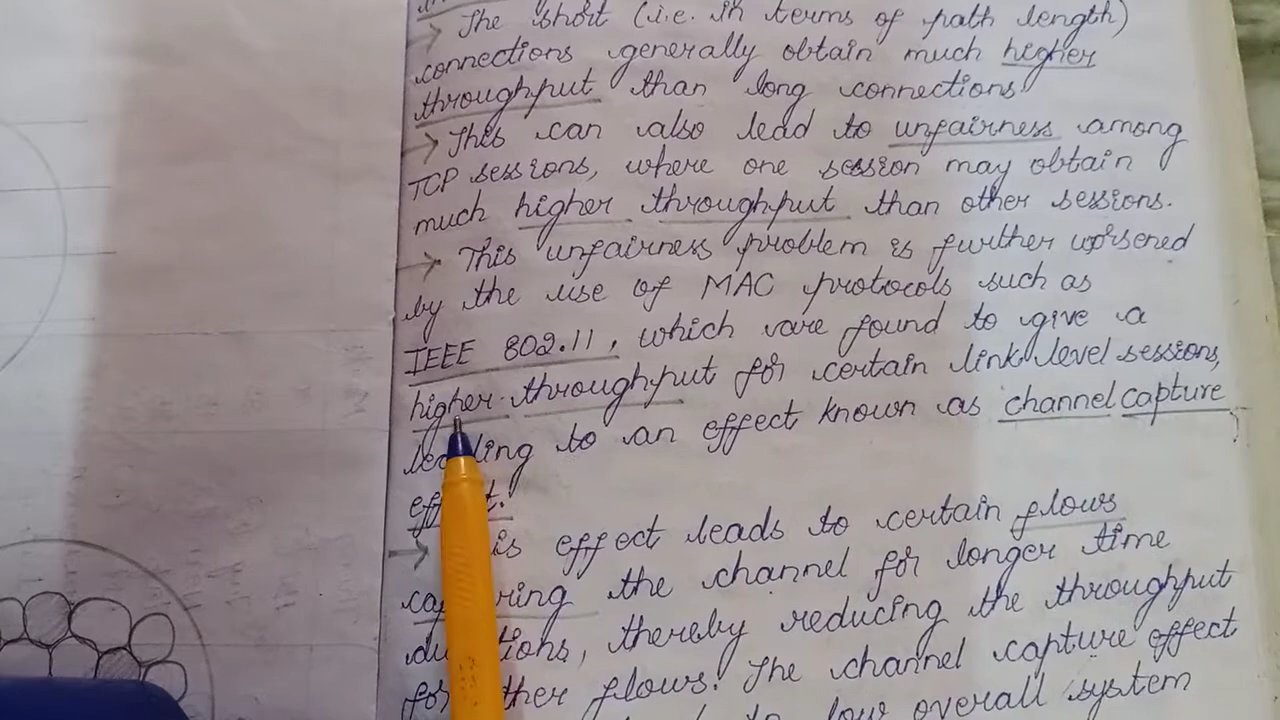 → The short (i.e. in terms of path length)
connections generally obtain much higher
throughput than long connections
→ This can also lead to unfairness among
TCP sessions, where one session may obtain
much higher throughput than other sessions.
→ This unfairness problem is further worsened
by the use of MAC protocols such as
IEEE 802.11, which are found to give a
higher throughput for certain link level sessions,
leading to an effect known as channel capture
effect.
→ is effect leads to certain flows
capturing the channel for longer time
durations, thereby reducing the throughput
for other flows. The channel capture effect
low overall system